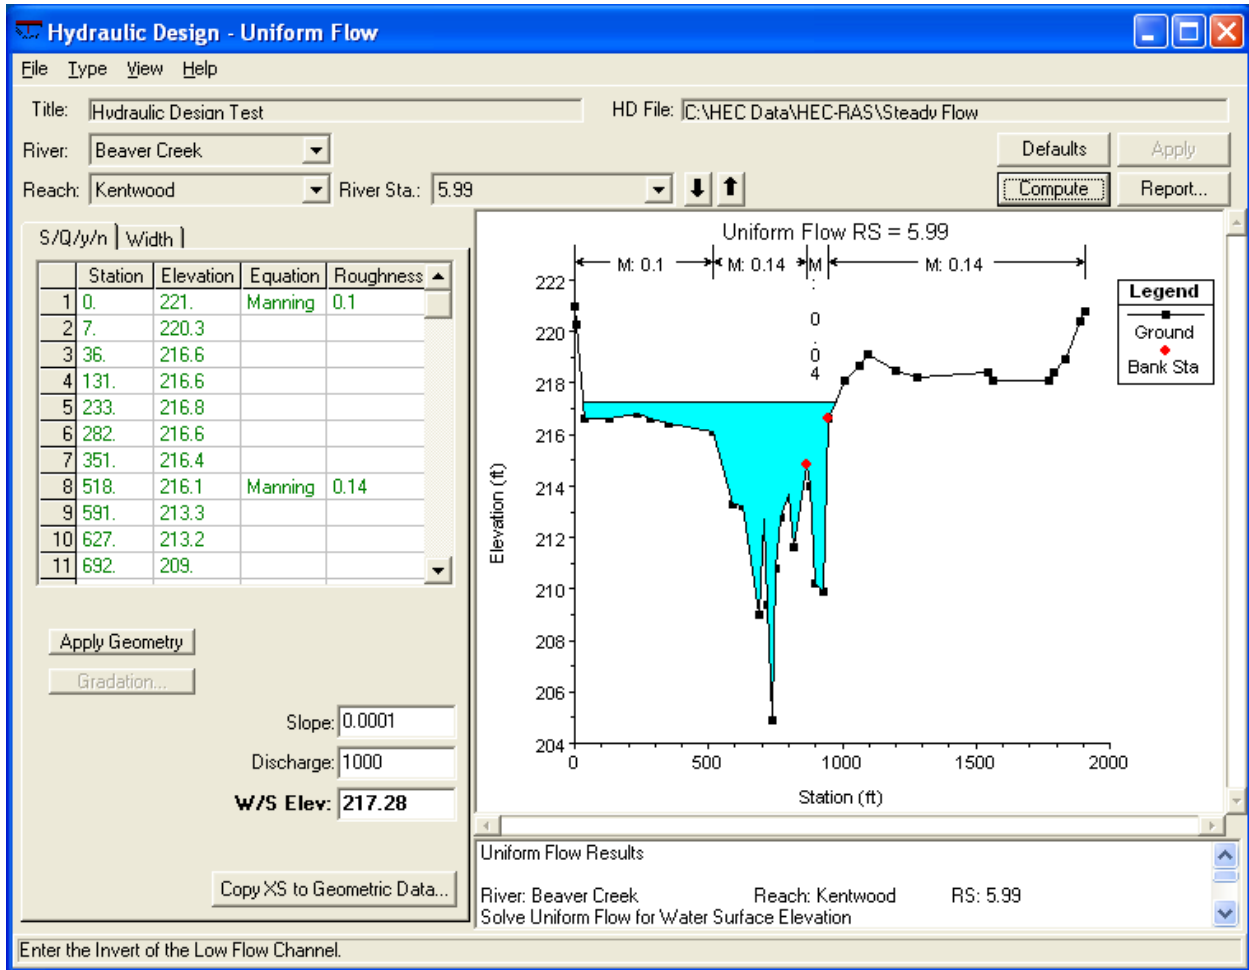 Hydraulic Design - Uniform Flow
File Type View Help
Title: Hydraulic Design Test HD File: C:\HEC Data\HEC-RAS\Steady Flow
River: Beaver Creek Defaults Apply
Reach: Kentwood River Sta.: 5.99 Compute Report...
S/Q/y/n Width
Station Elevation Equation Roughness
1 0. 221. Manning 0.1
2 7. 220.3
3 36. 216.6
4 131. 216.6
5 233. 216.8
6 282. 216.6
7 351. 216.4
8 518. 216.1 Manning 0.14
9 591. 213.3
10 627. 213.2
11 692. 209.
Apply Geometry
Gradation...
Slope: 0.0001
Discharge: 1000
W/S Elev: 217.28
Copy XS to Geometric Data...
Uniform Flow RS = 5.99
M: 0.1 M: 0.14 M: 0.04 M: 0.14
222
220
218
216
214
212
210
208
206
204
Elevation (ft)
0 500 1000 1500 2000
Station (ft)
Legend
Ground
Bank Sta
Uniform Flow Results
River: Beaver Creek Reach: Kentwood RS: 5.99
Solve Uniform Flow for Water Surface Elevation
Enter the Invert of the Low Flow Channel.